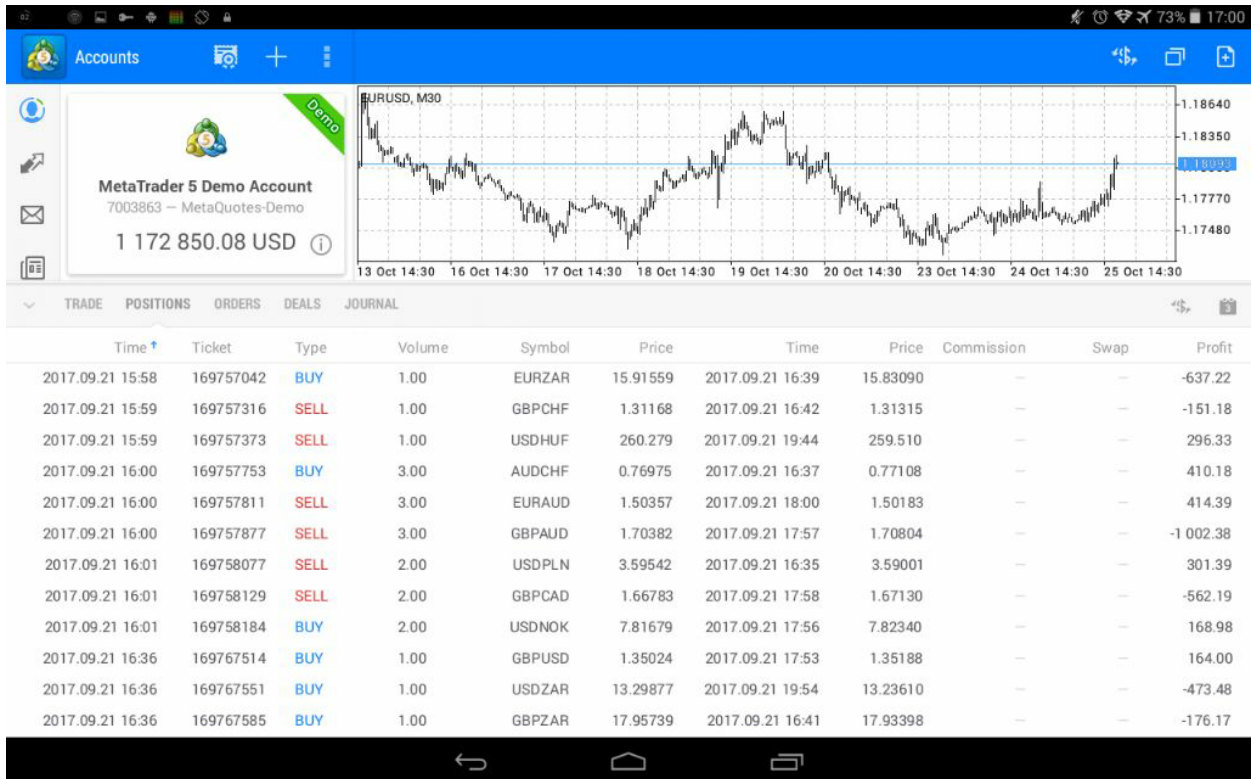 73% 17:00
Accounts
Demo
MetaTrader 5 Demo Account
7003863 — MetaQuotes-Demo
1 172 850.08 USD
EURUSD, M30
1.18640
1.18350
1.18093
1.17770
1.17480
13 Oct 14:30 16 Oct 14:30 17 Oct 14:30 18 Oct 14:30 19 Oct 14:30 20 Oct 14:30 23 Oct 14:30 24 Oct 14:30 25 Oct 14:30
TRADE POSITIONS ORDERS DEALS JOURNAL
Time Ticket Type Volume Symbol Price Time Price Commission Swap Profit
2017.09.21 15:58 169757042 BUY 1.00 EURZAR 15.91559 2017.09.21 16:39 15.83090 — — -637.22
2017.09.21 15:59 169757316 SELL 1.00 GBPCHF 1.31168 2017.09.21 16:42 1.31315 — — -151.18
2017.09.21 15:59 169757373 SELL 1.00 USDHUF 260.279 2017.09.21 19:44 259.510 — — 296.33
2017.09.21 16:00 169757753 BUY 3.00 AUDCHF 0.76975 2017.09.21 16:37 0.77108 — — 410.18
2017.09.21 16:00 169757811 SELL 3.00 EURAUD 1.50357 2017.09.21 18:00 1.50183 — — 414.39
2017.09.21 16:00 169757877 SELL 3.00 GBPAUD 1.70382 2017.09.21 17:57 1.70804 — — -1 002.38
2017.09.21 16:01 169758077 SELL 2.00 USDPLN 3.59542 2017.09.21 16:35 3.59001 — — 301.39
2017.09.21 16:01 169758129 SELL 2.00 GBPCAD 1.66783 2017.09.21 17:58 1.67130 — — -562.19
2017.09.21 16:01 169758184 BUY 2.00 USDNOK 7.81679 2017.09.21 17:56 7.82340 — — 168.98
2017.09.21 16:36 169767514 BUY 1.00 GBPUSD 1.35024 2017.09.21 17:53 1.35188 — — 164.00
2017.09.21 16:36 169767551 BUY 1.00 USDZAR 13.29877 2017.09.21 19:54 13.23610 — — -473.48
2017.09.21 16:36 169767585 BUY 1.00 GBPZAR 17.95739 2017.09.21 16:41 17.93398 — — -176.17